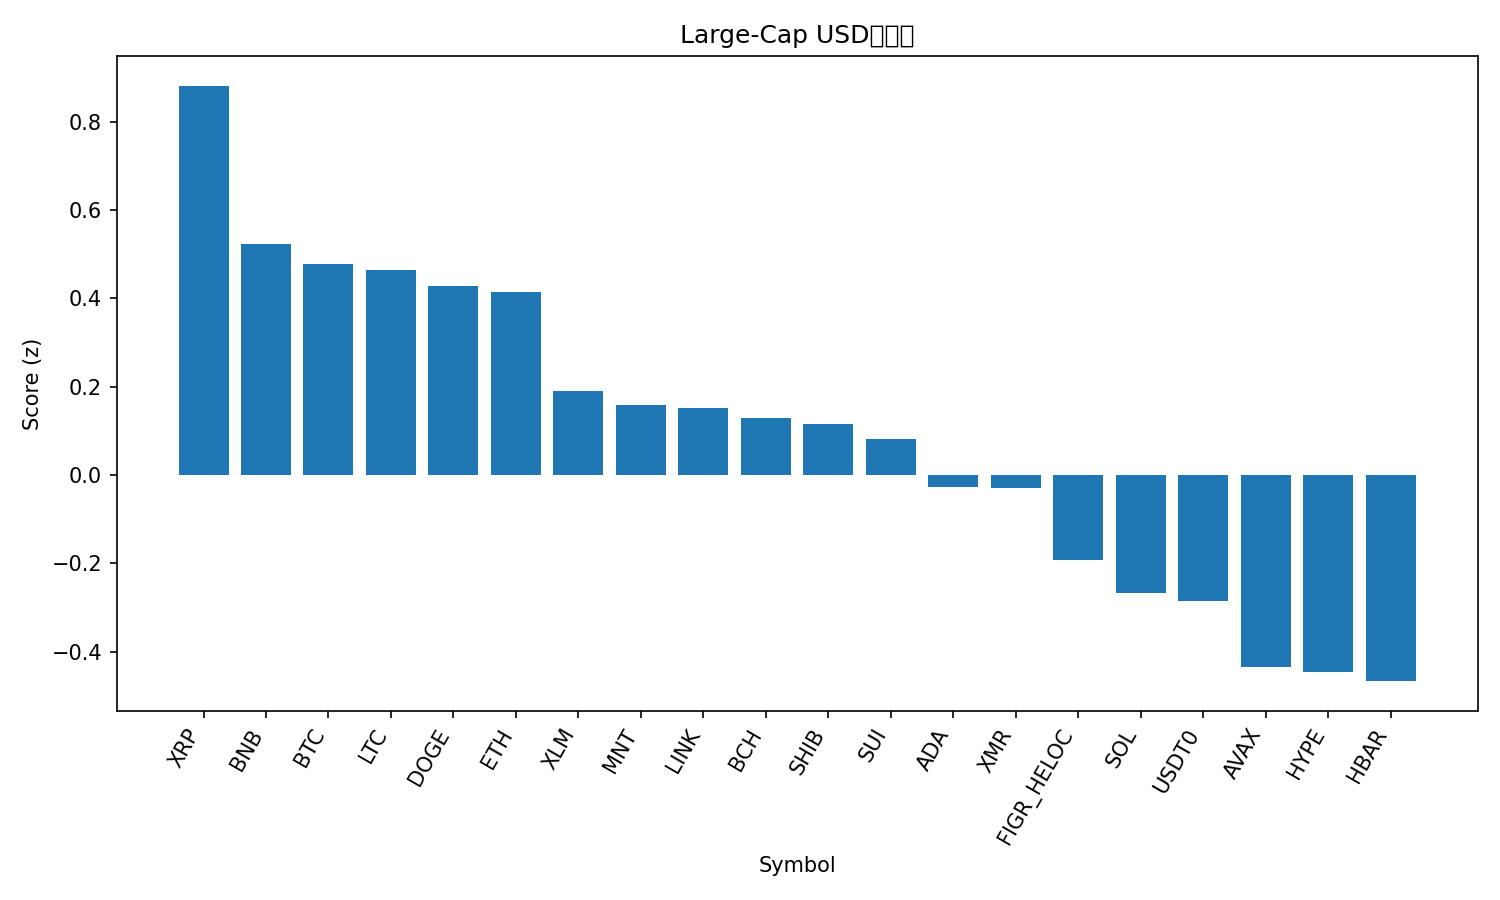 Large-Cap USD
Score (z)
0.8
0.6
0.4
0.2
0.0
−0.2
−0.4
XRP
BNB
BTC
LTC
DOGE
ETH
XLM
MNT
LINK
BCH
SHIB
SUI
ADA
XMR
FIGR_HELOC
SOL
USDT0
AVAX
HYPE
HBAR
Symbol